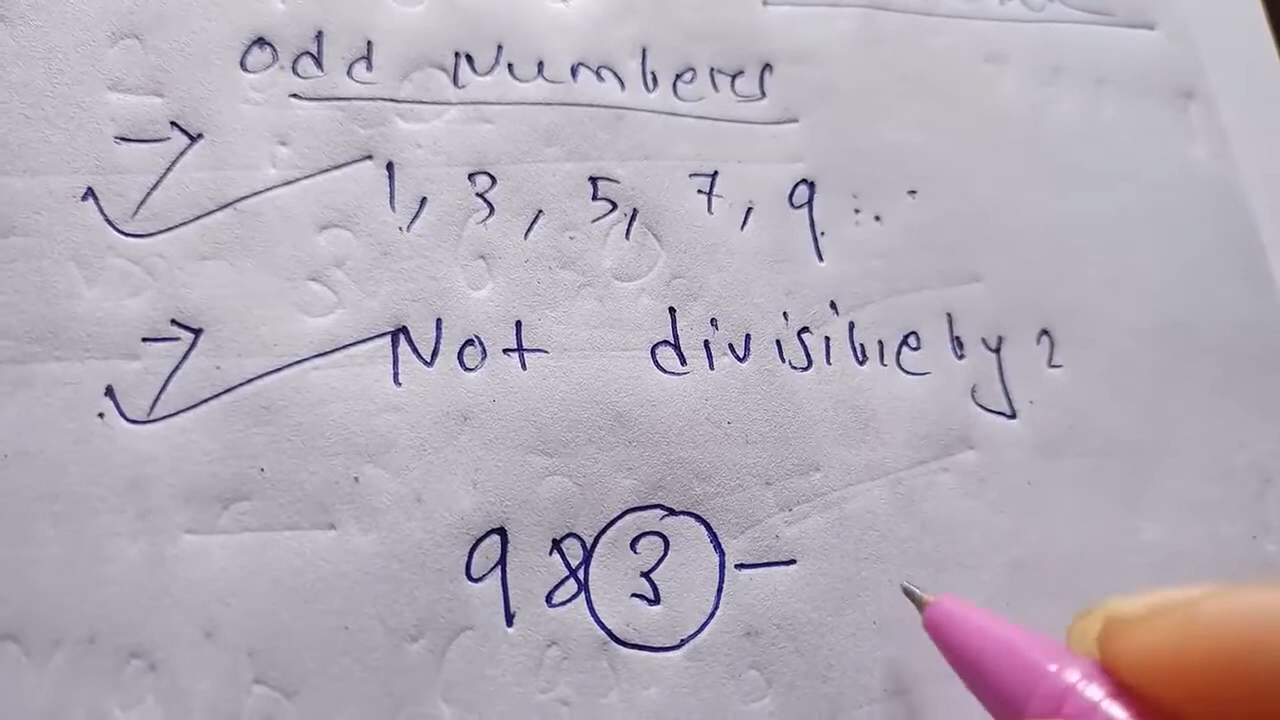 Odd Numbers
→ 1, 3, 5, 7, 9 ...
→ Not divisible by 2
983 -